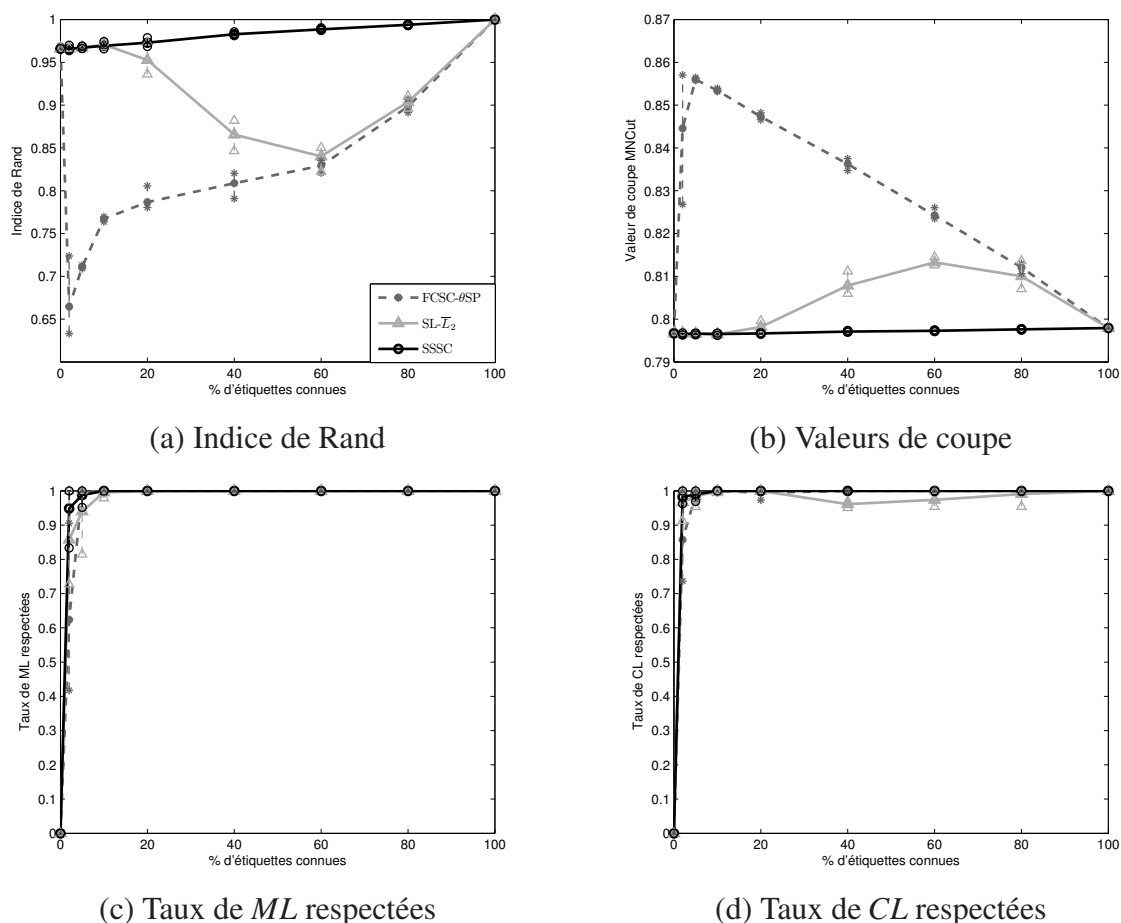 1
0.95
0.9
0.85
0.8
0.75
0.7
0.65
Indice de Rand
FCSC-θSP
SL-L̅₂
SSSC
0 20 40 60 80 100
% d'étiquettes connues
(a) Indice de Rand
0.87
0.86
0.85
0.84
0.83
0.82
0.81
0.8
0.79
Valeur de coupe MNCut
0 20 40 60 80 100
% d'étiquettes connues
(b) Valeurs de coupe
1
0.9
0.8
0.7
0.6
0.5
0.4
0.3
0.2
0.1
0
Taux de ML respectées
0 20 40 60 80 100
% d'étiquettes connues
(c) Taux de ML respectées
1
0.9
0.8
0.7
0.6
0.5
0.4
0.3
0.2
0.1
0
Taux de CL respectées
0 20 40 60 80 100
% d'étiquettes connues
(d) Taux de CL respectées